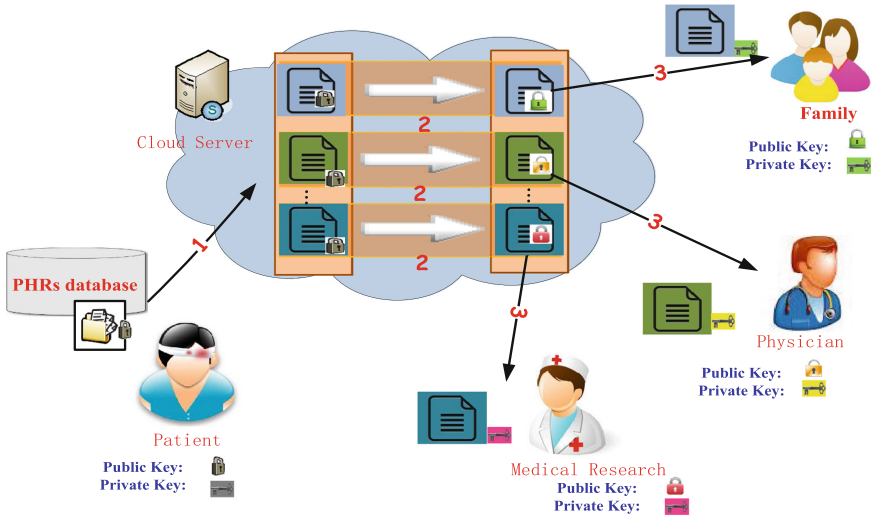 Cloud Server
S
1
2
2
2
3
3
3
PHRs database
Patient
Public Key:
Private Key:
Family
Public Key:
Private Key:
Physician
Public Key:
Private Key:
Medical Research
Public Key:
Private Key: